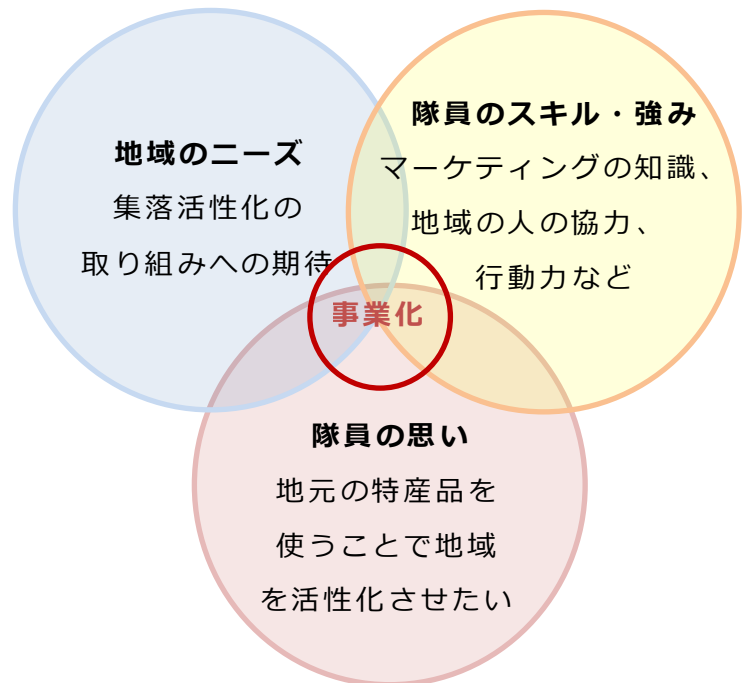 地域のニーズ
集落活性化の
取り組みへの期待
隊員のスキル・強み
マーケティングの知識、
地域の人の協力、
行動力など
事業化
隊員の思い
地元の特産品を
使うことで地域
を活性化させたい